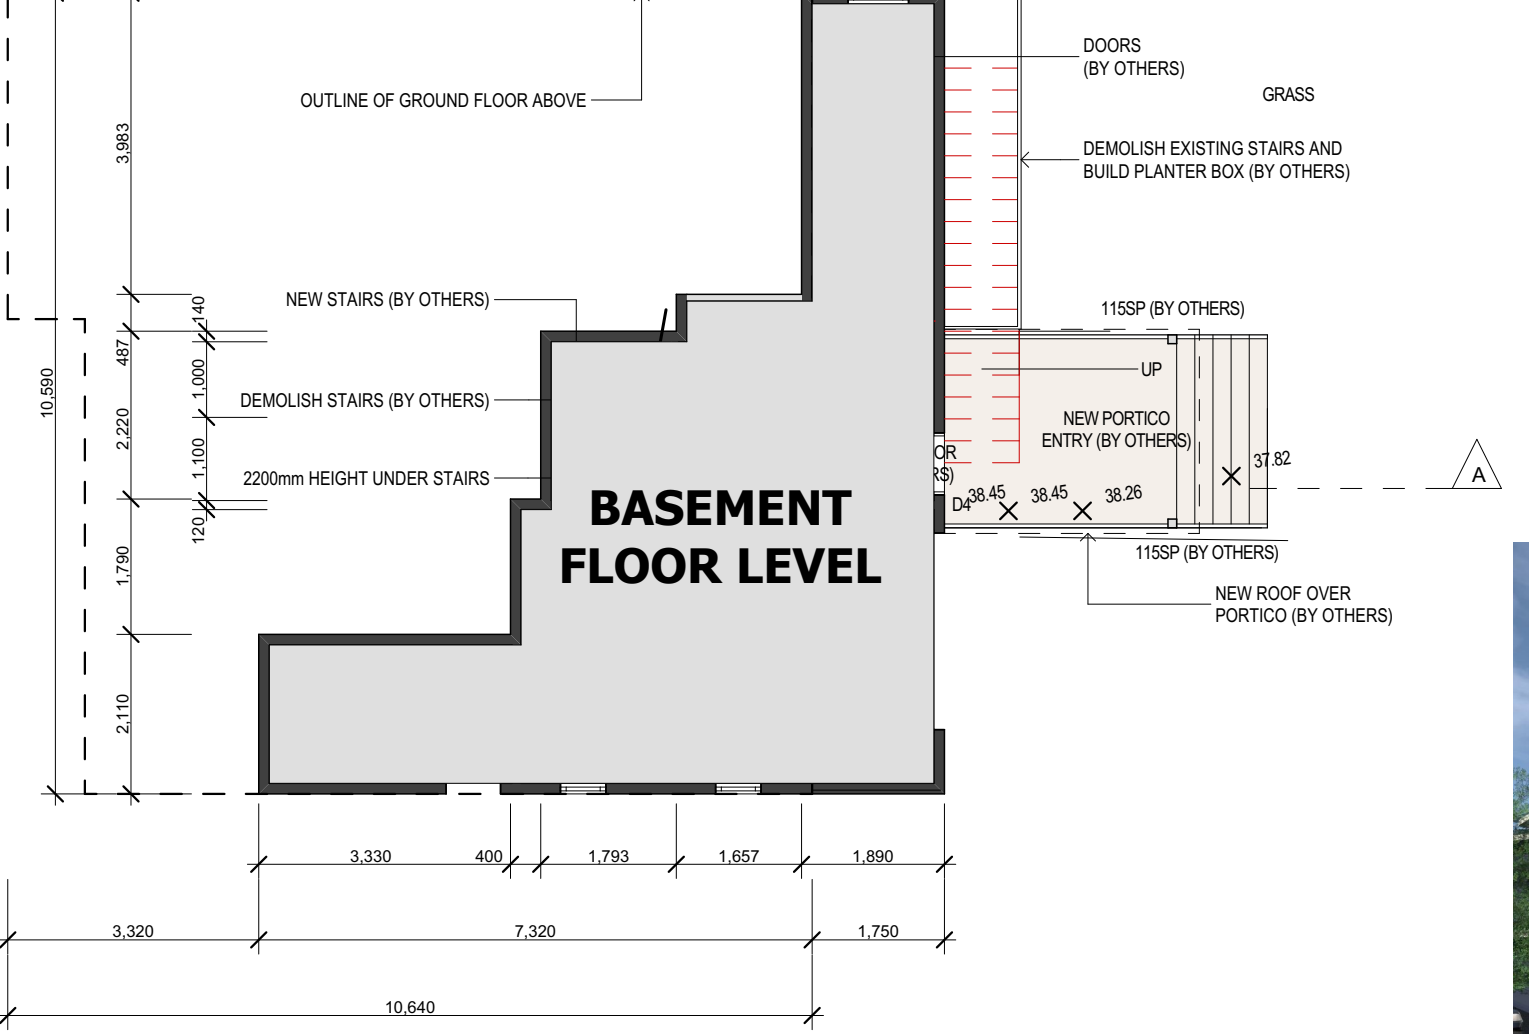 DOORS
(BY OTHERS)
GRASS
OUTLINE OF GROUND FLOOR ABOVE
3,983
DEMOLISH EXISTING STAIRS AND
BUILD PLANTER BOX (BY OTHERS)
NEW STAIRS (BY OTHERS)
140
115SP (BY OTHERS)
487
1,000
10,590
UP
DEMOLISH STAIRS (BY OTHERS)
2,220
NEW PORTICO
ENTRY (BY OTHERS)
1,100
OR
RS)
37.82
A
2200mm HEIGHT UNDER STAIRS
D4
38.45
38.45
38.26
BASEMENT
FLOOR LEVEL
120
1,790
115SP (BY OTHERS)
NEW ROOF OVER
PORTICO (BY OTHERS)
2,110
3,330
400
1,793
1,657
1,890
3,320
7,320
1,750
10,640